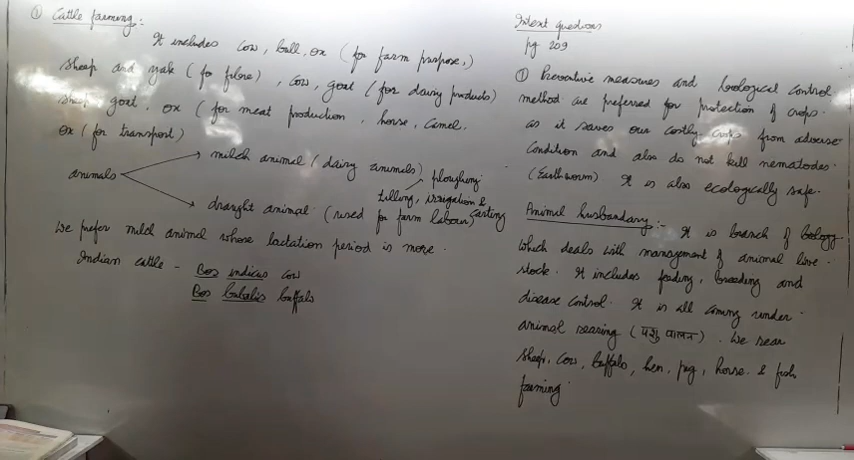 ① Cattle farming:
It includes cow, bull, ox (for farm purpose,)
sheep and yak (fo fibre), cow, goat (for dairy products)
sheep goat, ox (for meat production, horse, camel.
ox (for transport)
animals
milch animal (dairy animals)
ploughing
tilling, irrigation &
draught animal (used for farm labour) carting
We prefer milch animal whose lactation period is more.
Indian cattle - Bos indicus cow
Bos bubalis buffalo
Intext questions
pg 209
① Preventive measures and biological control
method are preferred for protection of crops.
as it saves our costly crops from adverse
condition and also do not kill nematodes.
(Earthworm). It is also ecologically safe.
Animal husbandary: - It is branch of biology
which deals with management of animal live-
stock. It includes feeding, breeding and
disease control. It is all coming under
animal rearing (पशु पालन). We rear
sheep, cow, buffalo, hen, pig, horse. & fish
farming